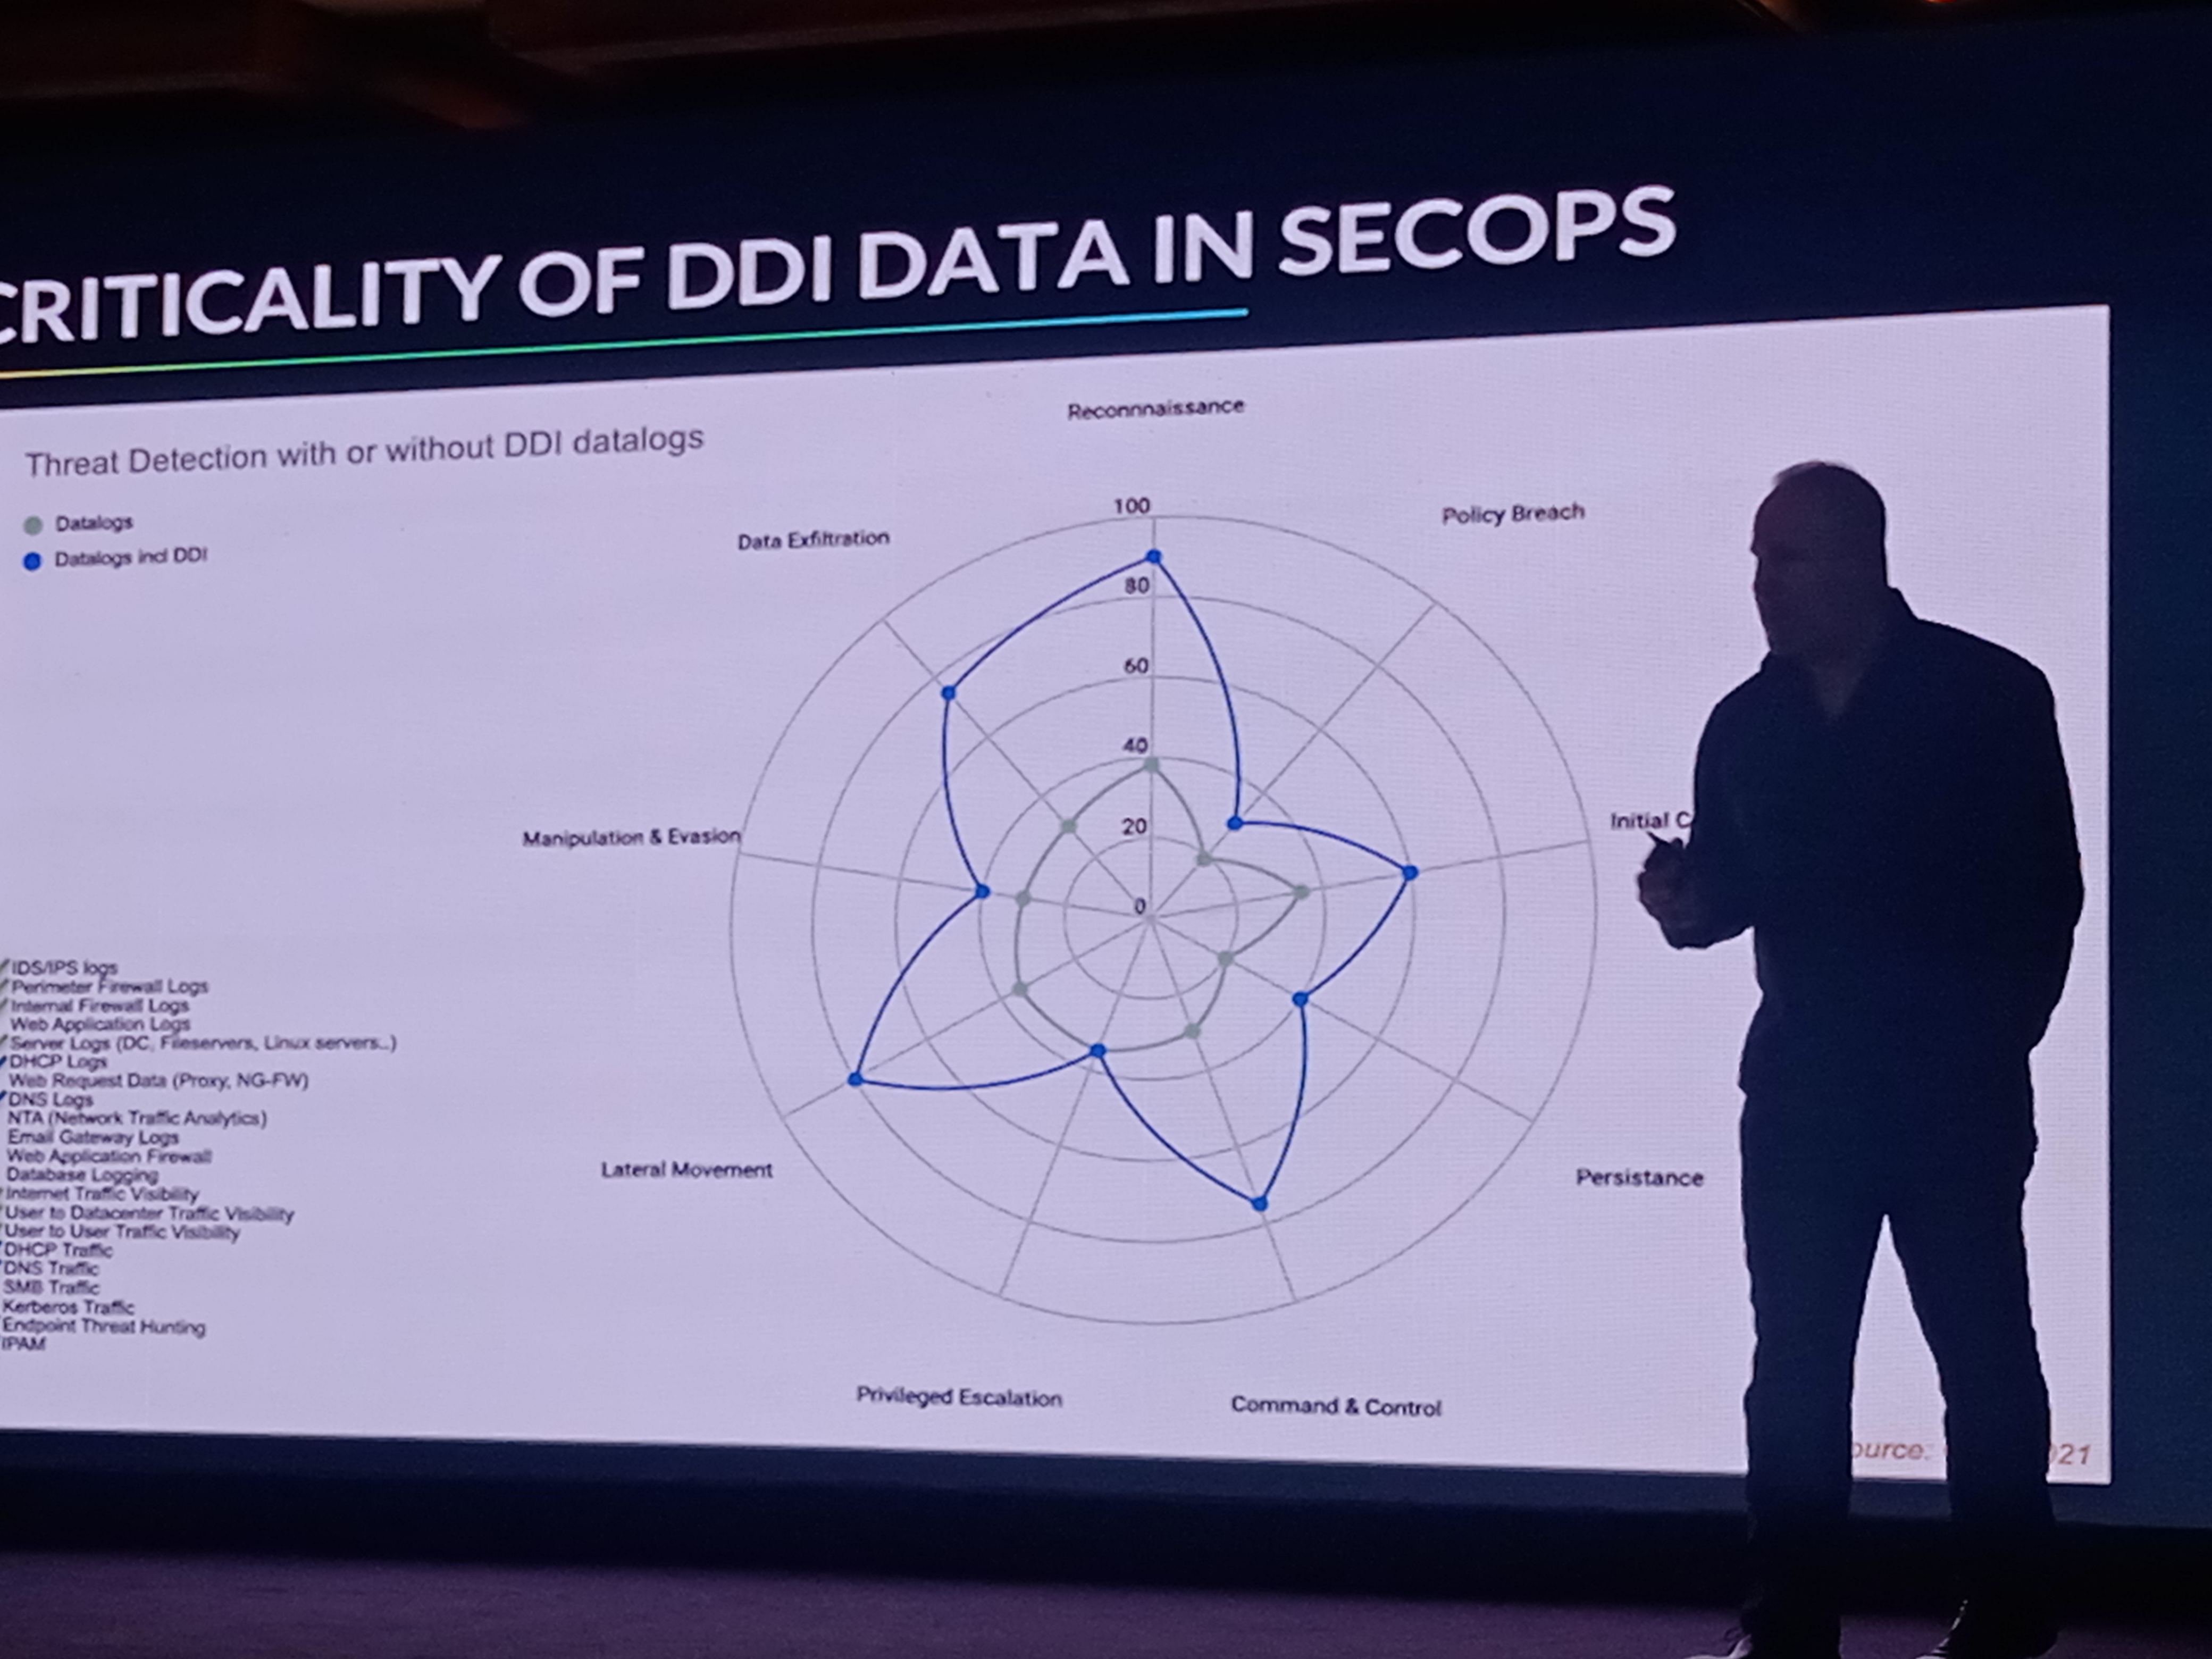 CRITICALITY OF DDI DATA IN SECOPS
Threat Detection with or without DDI datalogs
Datalogs
Datalogs incl DDI
Reconnnaissance
Policy Breach
Initial C
Persistance
Command & Control
Privileged Escalation
Lateral Movement
Manipulation & Evasion
Data Exfiltration
100
80
60
40
20
0
IDS/IPS logs
Perimeter Firewall Logs
Internal Firewall Logs
Web Application Logs
Server Logs (DC, Fileservers, Linux servers...)
DHCP Logs
Web Request Data (Proxy, NG-FW)
DNS Logs
NTA (Network Traffic Analytics)
Email Gateway Logs
Web Application Firewall
Database Logging
Internet Traffic Visibility
User to Datacenter Traffic Visibility
User to User Traffic Visibility
DHCP Traffic
DNS Traffic
SMB Traffic
Kerberos Traffic
Endpoint Threat Hunting
IPAM
ource:
21